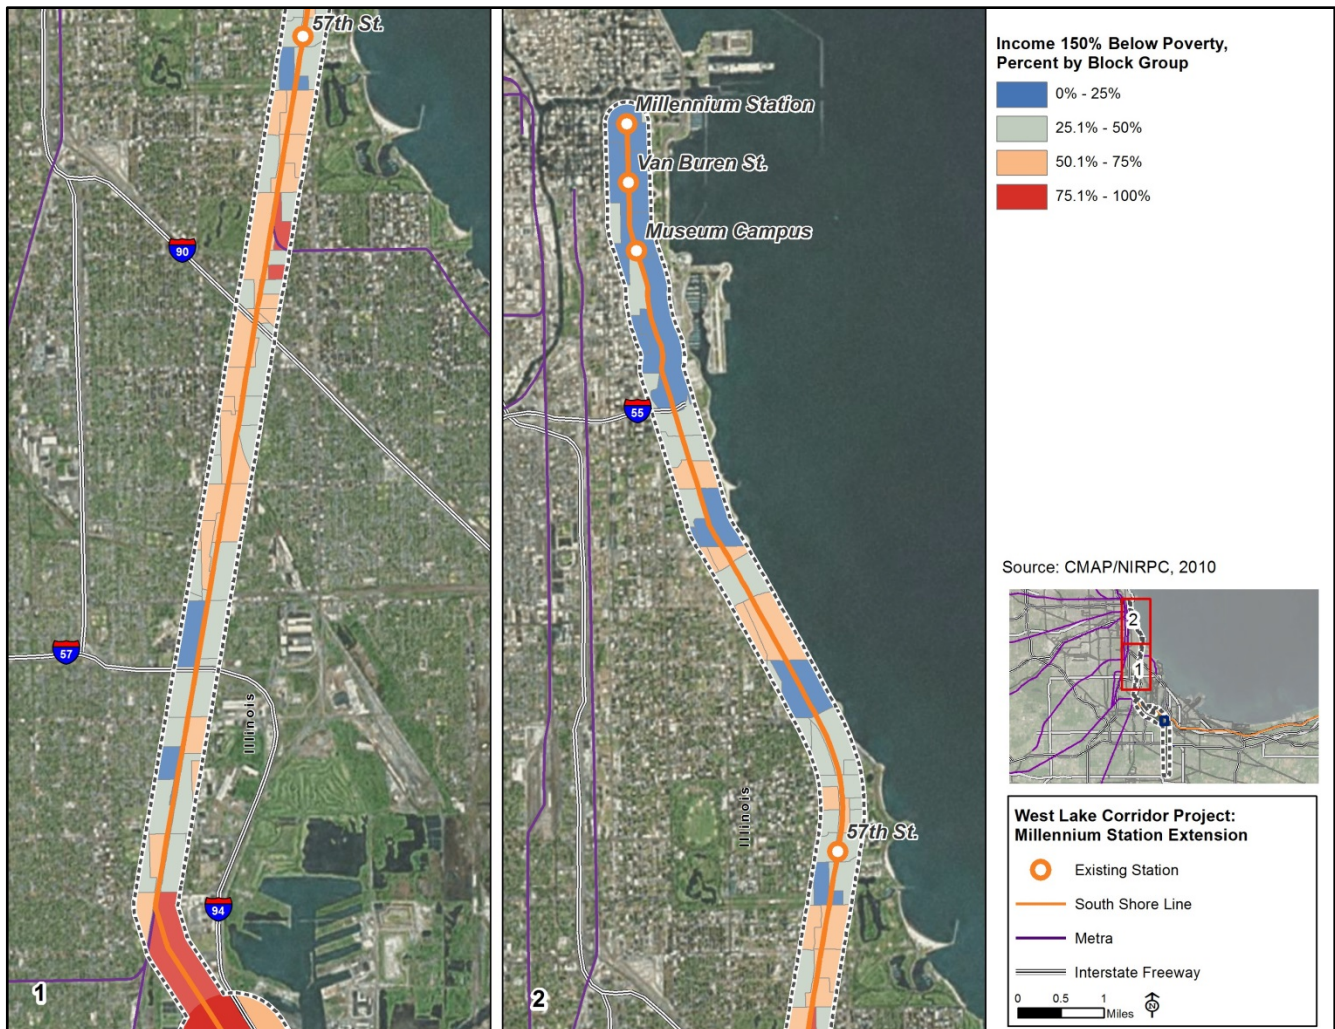 57th St.
90
57
Illinois
94
1
Millennium Station
Van Buren St.
Museum Campus
55
Illinois
57th St.
2
Income 150% Below Poverty,
Percent by Block Group
0% - 25%
25.1% - 50%
50.1% - 75%
75.1% - 100%
Source: CMAP/NIRPC, 2010
2
1
West Lake Corridor Project:
Millennium Station Extension
Existing Station
South Shore Line
Metra
Interstate Freeway
0 0.5 1
Miles
N